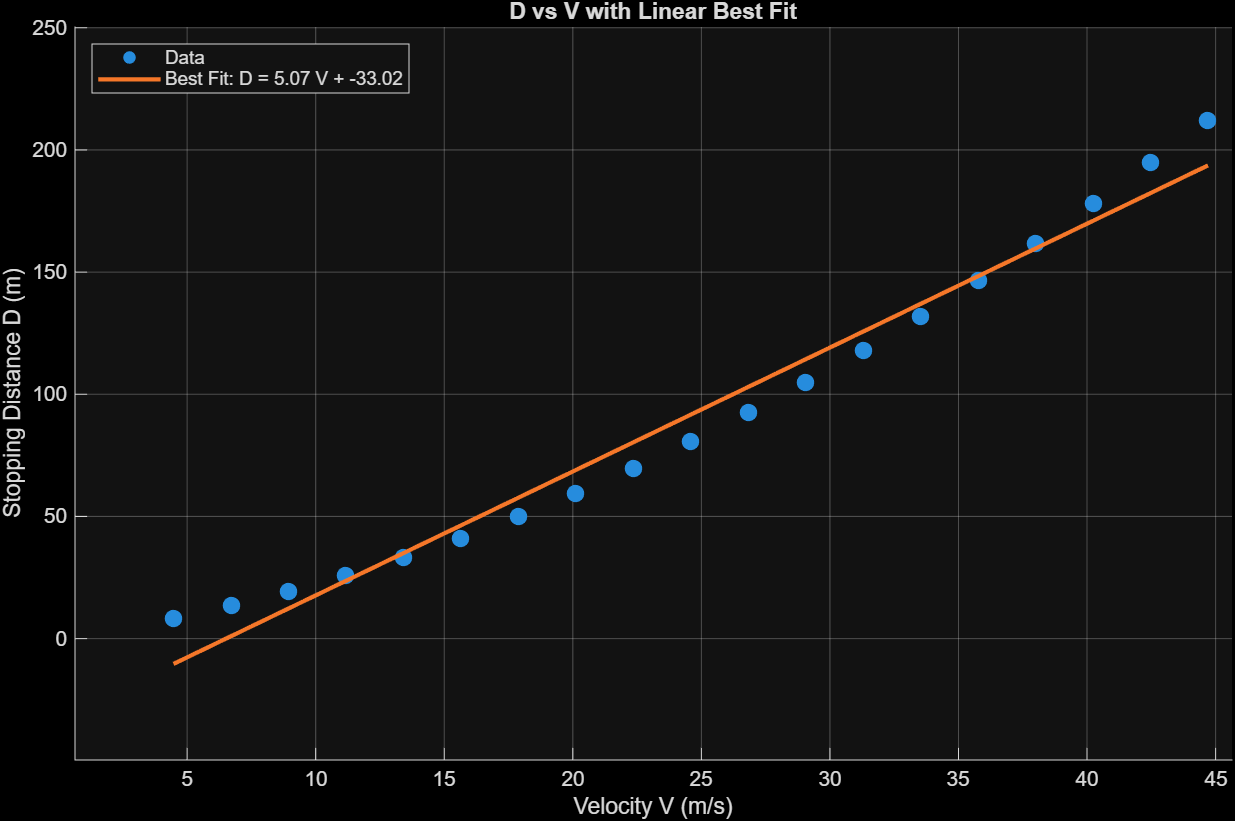 D vs V with Linear Best Fit
250
Data
Best Fit: D = 5.07 V + -33.02
200
150
100
50
0
Stopping Distance D (m)
5 10 15 20 25 30 35 40 45
Velocity V (m/s)